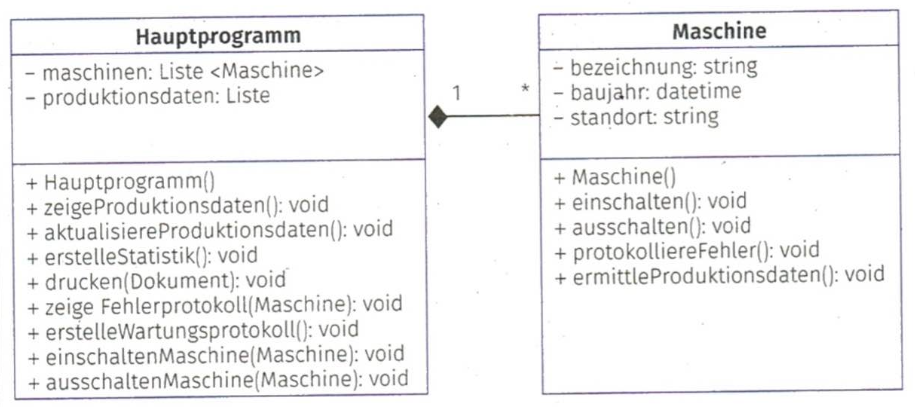 Hauptprogramm
– maschinen: Liste <Maschine>
– produktionsdaten: Liste
+ Hauptprogramm()
+ zeigeProduktionsdaten(): void
+ aktualisiereProduktionsdaten(): void
+ erstelleStatistik(): void
+ drucken(Dokument): void
+ zeige Fehlerprotokoll(Maschine): void
+ erstelleWartungsprotokoll(): void
+ einschaltenMaschine(Maschine): void
+ ausschaltenMaschine(Maschine): void
1 *
Maschine
– bezeichnung: string
– baujahr: datetime
– standort: string
+ Maschine()
+ einschalten(): void
+ ausschalten(): void
+ protokolliereFehler(): void
+ ermittleProduktionsdaten(): void